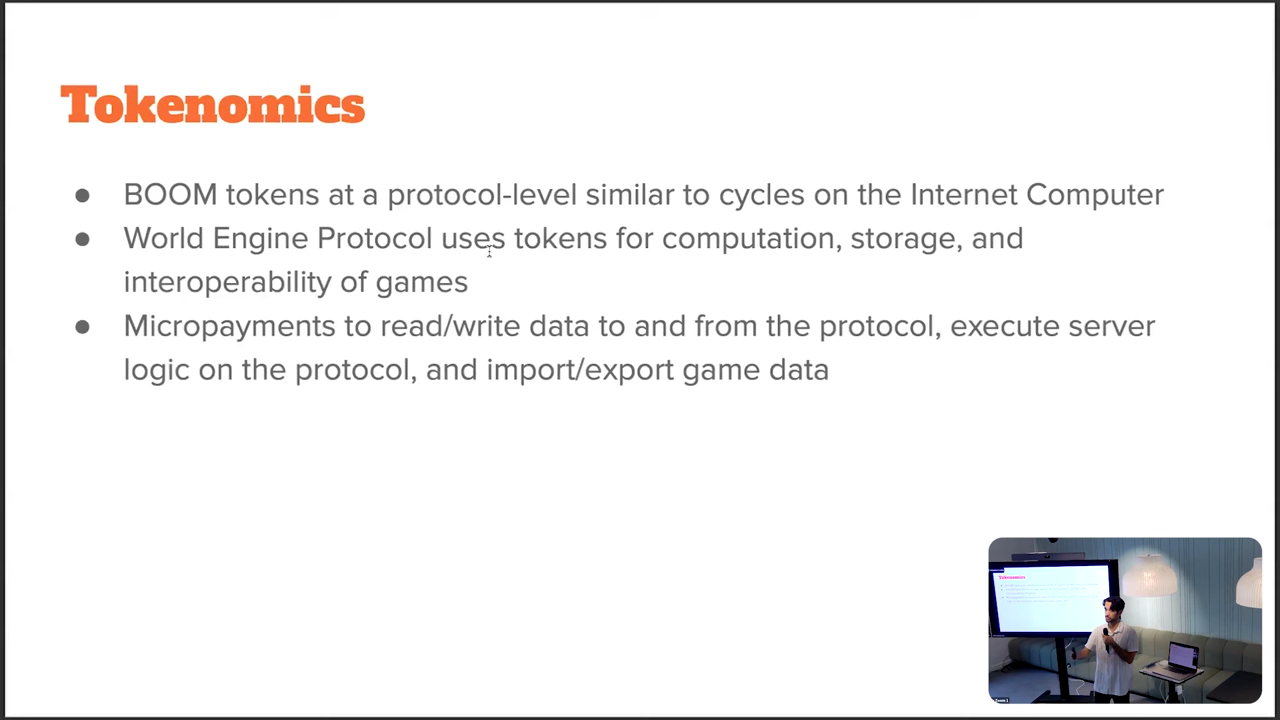 Tokenomics
● BOOM tokens at a protocol-level similar to cycles on the Internet Computer
● World Engine Protocol uses tokens for computation, storage, and
interoperability of games
● Micropayments to read/write data to and from the protocol, execute server
logic on the protocol, and import/export game data
Tokenomics